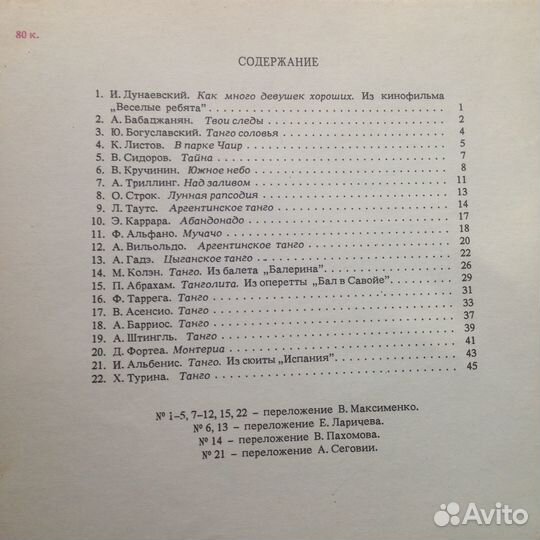 80 к.
СОДЕРЖАНИЕ
1. И. Дунаевский. Как много девушек хороших. Из кинофильма
„Веселые ребята" 1
2. А. Бабаджанян. Твои следы 2
3. Ю. Богуславский. Танго соловья 4
4. К. Листов. В парке Чаир 5
5. В. Сидоров. Тайна 7
6. В. Кручинин. Южное небо 8
7. А. Триллинг. Над заливом 11
8. О. Строк. Лунная рапсодия 13
9. Л. Таутс. Аргентинское танго 14
10. Э. Каррара. Абандонадо 17
11. Ф. Альфано. Мучачо 18
12. А. Вильольдо. Аргентинское танго 20
13. А. Гадэ. Цыганское танго 22
14. М. Колэн. Танго. Из балета „Балерина" 26
15. П. Абрахам. Танголита. Из оперетты „Бал в Савойе" 29
16. Ф. Таррега. Танго 31
17. В. Асенсио. Танго 33
18. А. Барриос. Танго 37
19. А. Штингль. Танго 39
20. Д. Фортеа. Монтериа 41
21. И. Альбенис. Танго. Из сюиты „Испания" 43
22. Х. Турина. Танго 45
№ 1–5, 7–12, 15, 22 – переложение В. Максименко.
№ 6, 13 – переложение Е. Ларичева.
№ 14 – переложение В. Пахомова.
№ 21 – переложение А. Сеговии.
Avito